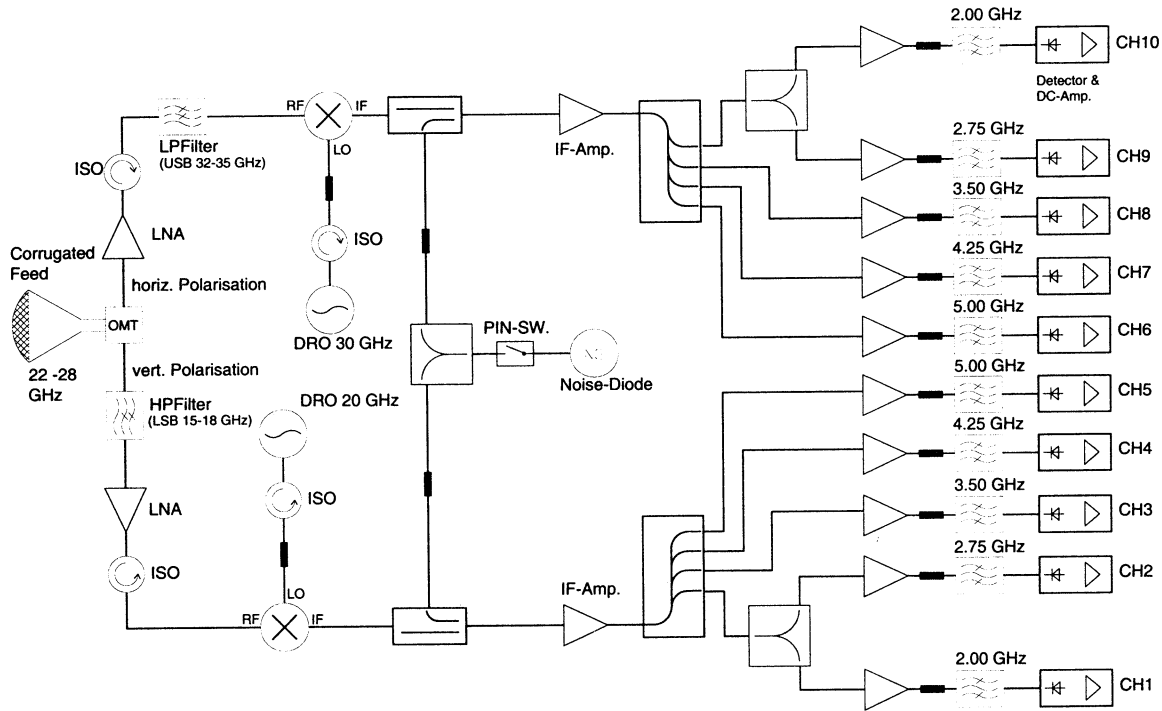 2.00 GHz
CH10
Detector &
DC-Amp.
RF
IF
LO
LPFilter
(USB 32-35 GHz)
IF-Amp.
2.75 GHz
CH9
ISO
3.50 GHz
CH8
LNA
ISO
4.25 GHz
CH7
Corrugated
Feed
horiz. Polarisation
OMT
DRO 30 GHz
PIN-SW.
5.00 GHz
CH6
22 -28
GHz
vert. Polarisation
Noise-Diode
5.00 GHz
CH5
HPFilter
(LSB 15-18 GHz)
DRO 20 GHz
4.25 GHz
CH4
LNA
ISO
3.50 GHz
CH3
ISO
2.75 GHz
CH2
LO
RF
IF
IF-Amp.
2.00 GHz
CH1